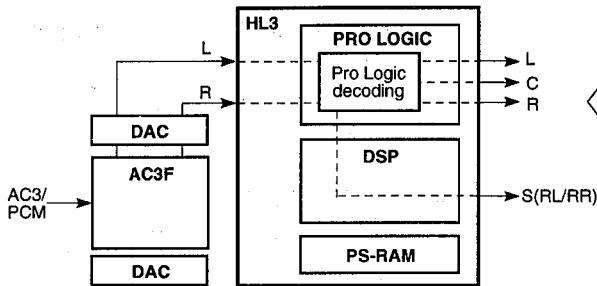 HL3
PRO LOGIC
L
Pro Logic
decoding
L
C
R
R
DAC
DSP
AC3F
AC3/
PCM
S(RL/RR)
PS-RAM
DAC